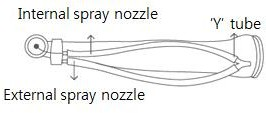 Internal spray nozzle
'Y' tube
External spray nozzle